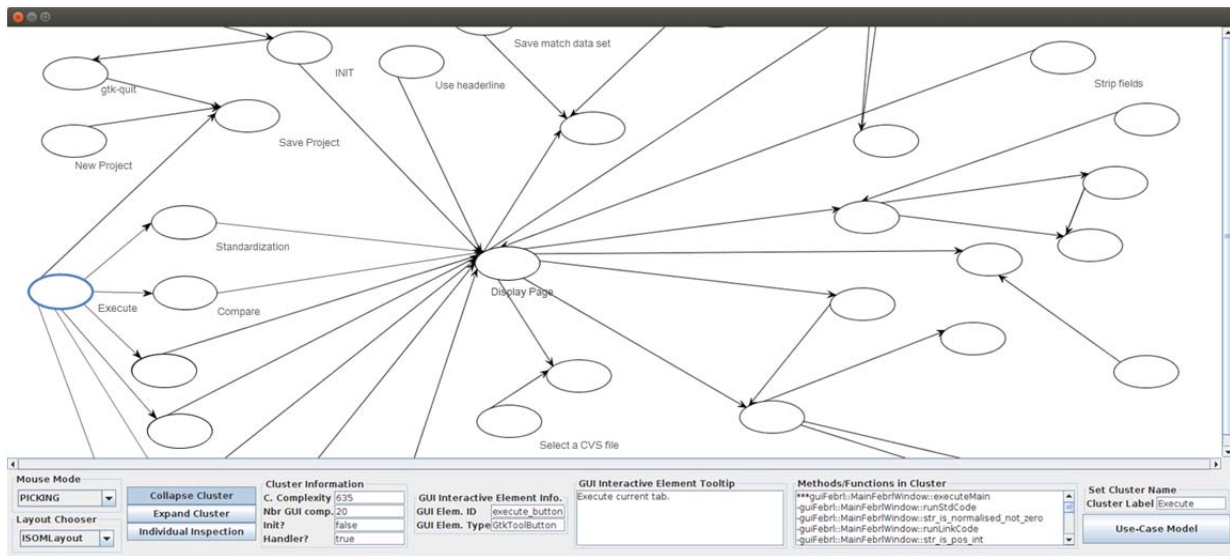 Save match data set
INIT
Use headerline
Strip fields
gtk-quit
Save Project
New Project
Standardization
Display Page
Execute
Compare
Select a CVS file
Mouse Mode
PICKING
Layout Chooser
ISOMLayout
Collapse Cluster
Expand Cluster
Individual Inspection
Cluster Information
C. Complexity 635
Nbr GUI comp. 20
Init? false
Handler? true
GUI Interactive Element Info.
GUI Elem. ID execute_button
GUI Elem. Type GtkToolButton
GUI Interactive Element Tooltip
Execute current tab.
Methods/Functions in Cluster
***guiFebrl::MainFebrlWindow::executeMain
-guiFebrl::MainFebrlWindow::runStdCode
-guiFebrl::MainFebrlWindow::str_is_normalised_not_zero
-guiFebrl::MainFebrlWindow::runLinkCode
-guiFebrl::MainFebrlWindow::str_is_pos_int
Set Cluster Name
Cluster Label Execute
Use-Case Model